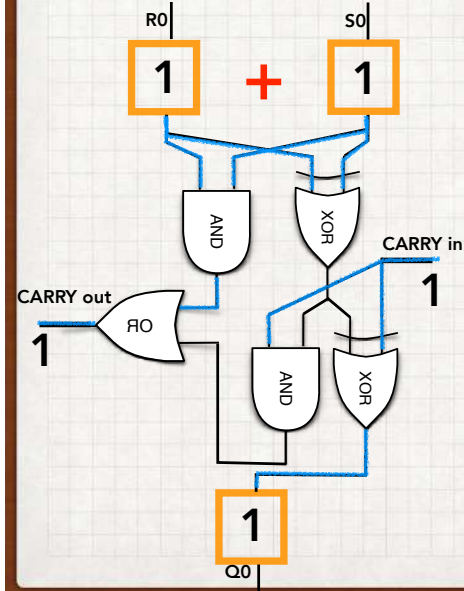 R0 S0
1 + 1
AND XOR
CARRY in
1
CARRY out
OR
1
AND XOR
1
Q0